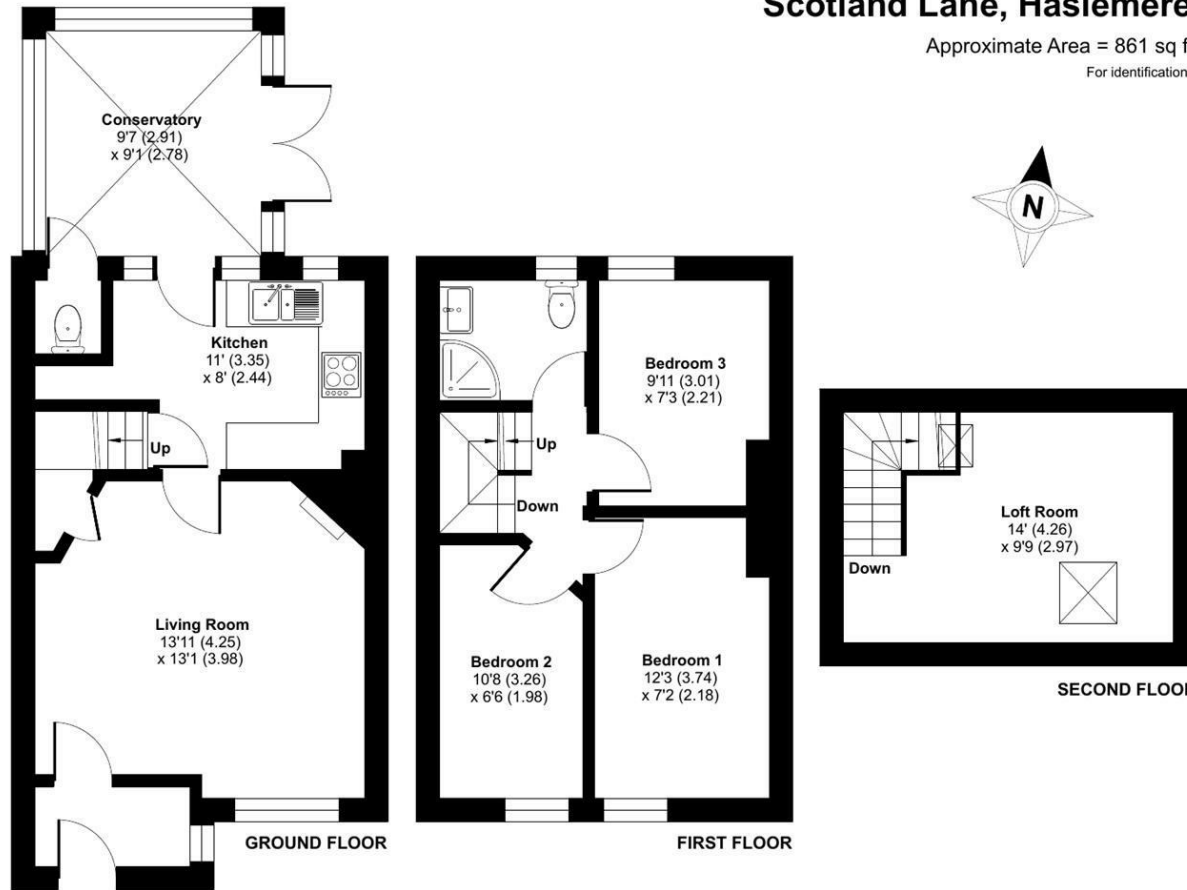 Scotland Lane, Haslemere
Approximate Area = 861 sq f
For identification
N
Conservatory
9'7 (2.91)
x 9'1 (2.78)
Kitchen
11' (3.35)
x 8' (2.44)
Up
Living Room
13'11 (4.25)
x 13'1 (3.98)
GROUND FLOOR
Bedroom 3
9'11 (3.01)
x 7'3 (2.21)
Up
Down
Bedroom 2
10'8 (3.26)
x 6'6 (1.98)
Bedroom 1
12'3 (3.74)
x 7'2 (2.18)
FIRST FLOOR
Loft Room
14' (4.26)
x 9'9 (2.97)
Down
SECOND FLOOR